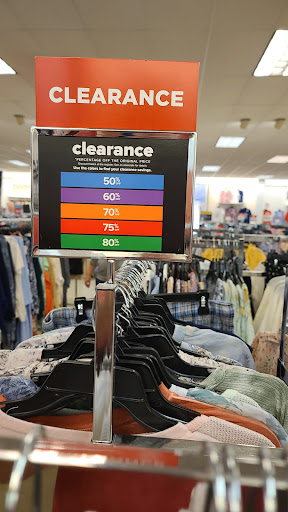 CLEARANCE
clearance
*PERCENTAGE OFF THE ORIGINAL PRICE
Use the colors to find your clearance savings.
50%
60%
70%
75%
80%